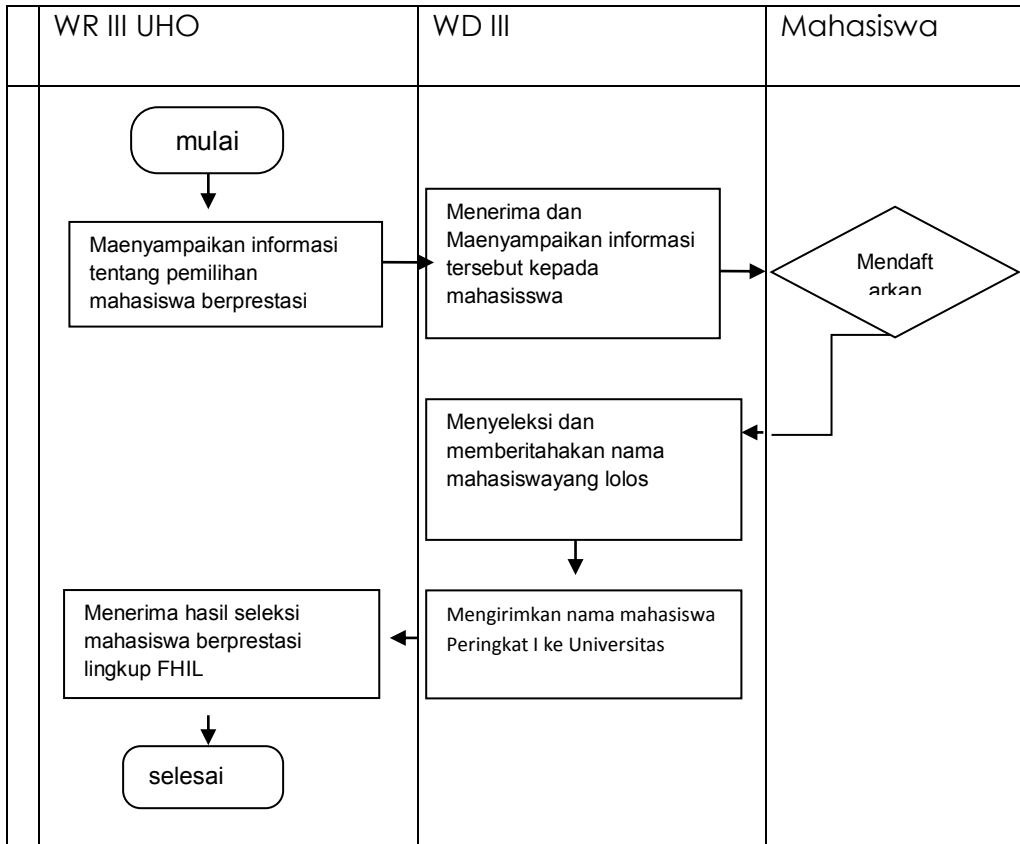 WR III UHO
WD III
Mahasiswa
mulai
Maenyampaikan informasi
tentang pemilihan
mahasiswa berprestasi
Menerima dan
Maenyampaikan informasi
tersebut kepada
mahasisswa
Mendaft
arkan
Menyeleksi dan
memberitahakan nama
mahasiswayang lolos
Mengirimkan nama mahasiswa
Peringkat I ke Universitas
Menerima hasil seleksi
mahasiswa berprestasi
lingkup FHIL
selesai